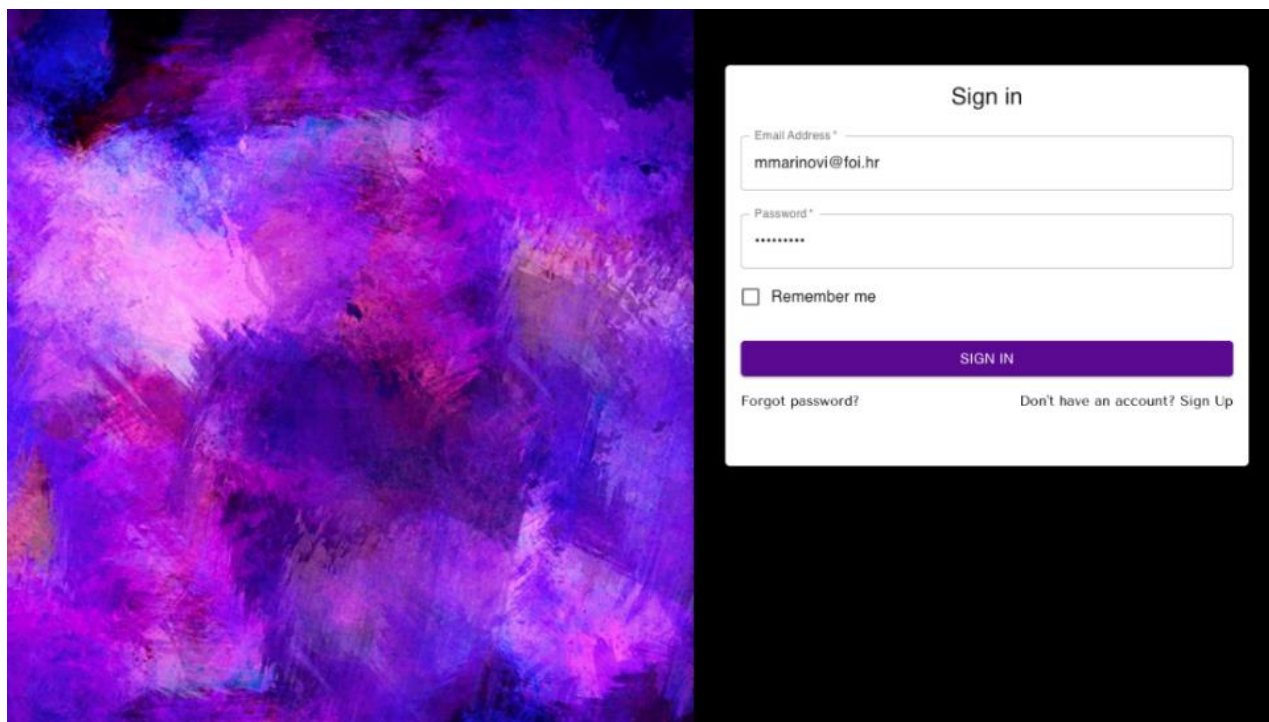 Sign in
Email Address *
mmarinovi@foi.hr
Password *
•••••••••
Remember me
SIGN IN
Forgot password? Don't have an account? Sign Up